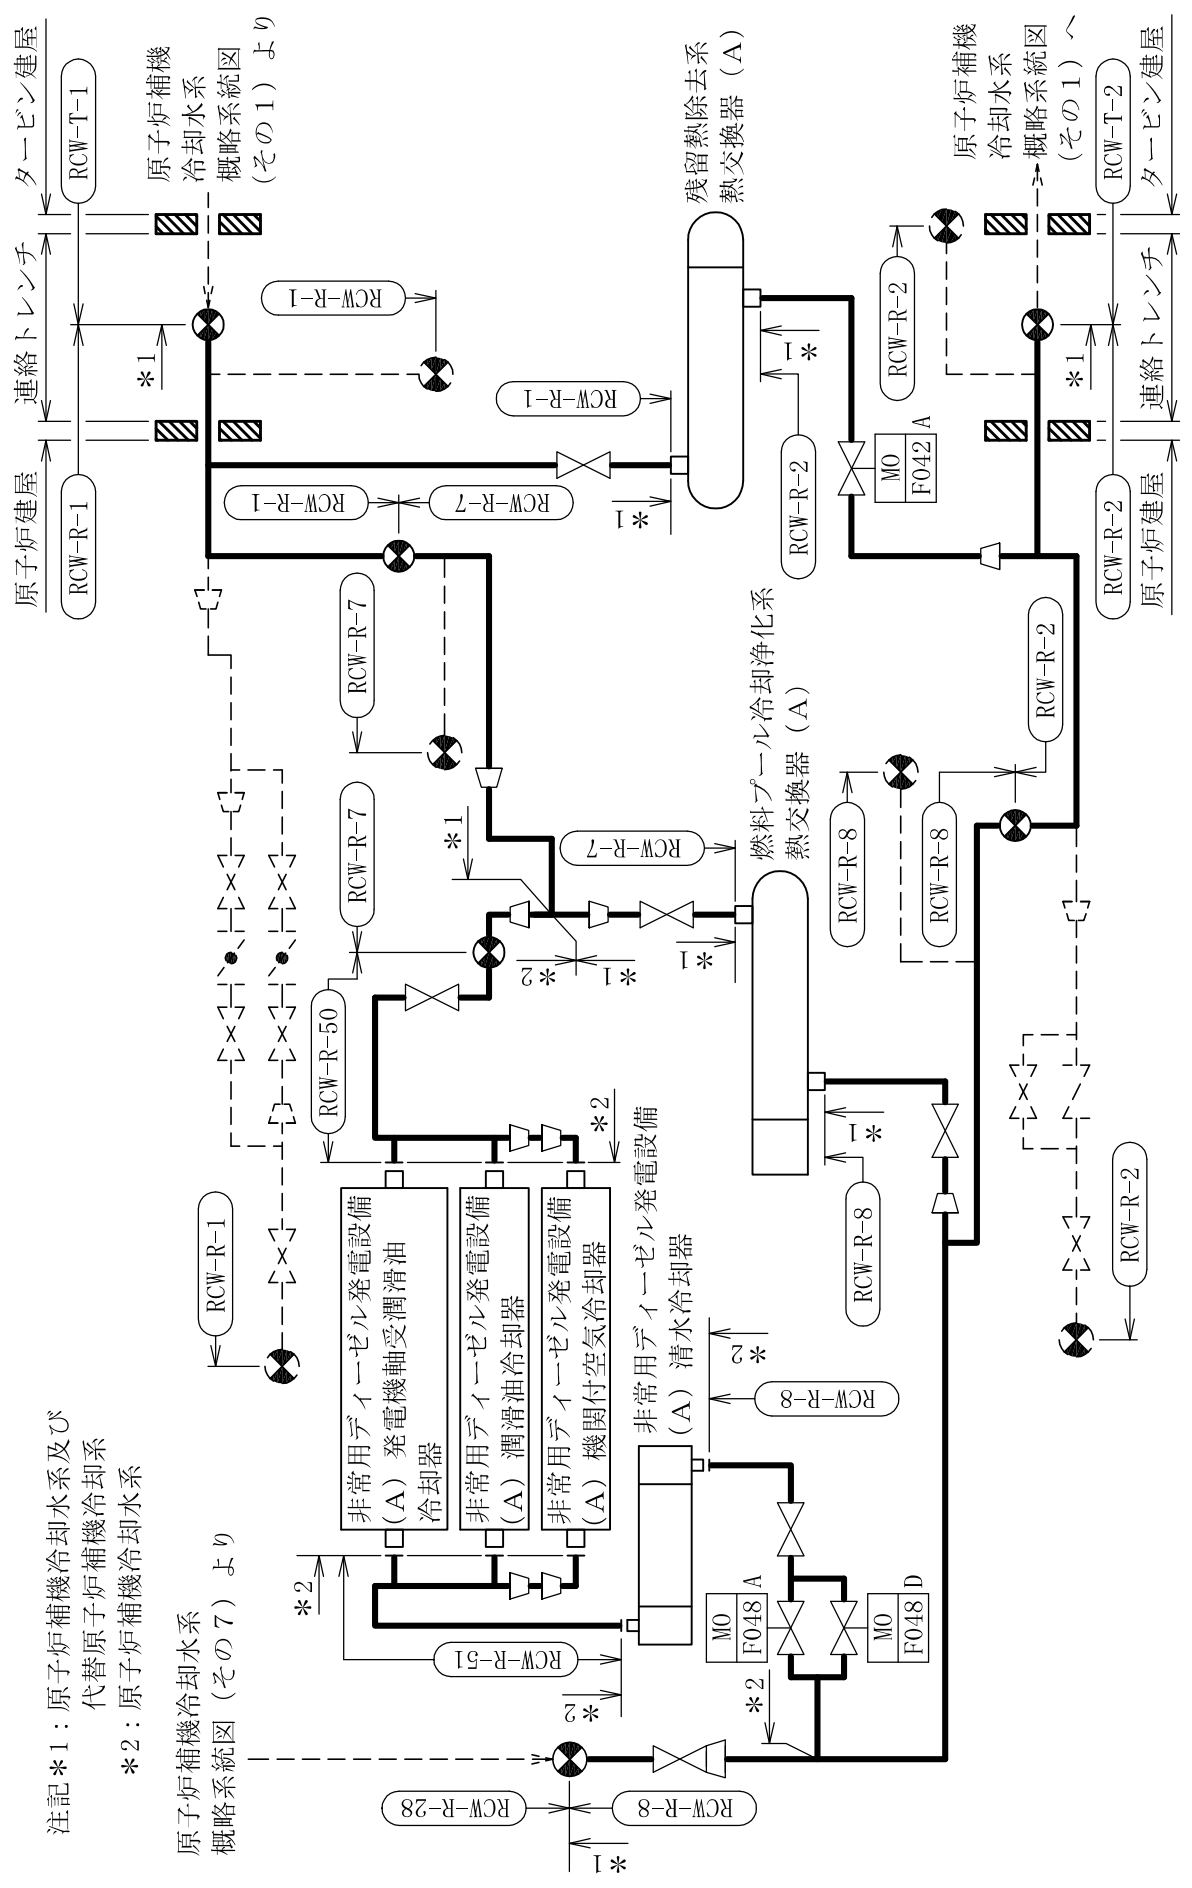 注記＊1：原子炉補機冷却水系及び
代替原子炉補機冷却系
＊2：原子炉補機冷却水系
原子炉補機冷却水系
概略系統図（その7）より
RCW-R-28
RCW-R-8
＊1
＊2
RCW-R-51
＊2
＊2
MO
F048
A
MO
F048
D
RCW-R-1
非常用ディーゼル発電設備
（A）発電機軸受潤滑油
冷却器
非常用ディーゼル発電設備
（A）潤滑油冷却器
非常用ディーゼル発電設備
（A）機関付空気冷却器
非常用ディーゼル発電設備
（A）清水冷却器
RCW-R-8
＊2
＊2
RCW-R-50
RCW-R-7
＊2
＊1
＊1
RCW-R-7
＊1
燃料プール冷却浄化系
熱交換器（A）
RCW-R-8
＊1
RCW-R-2
RCW-R-8
RCW-R-8
RCW-R-2
RCW-R-7
RCW-R-1
RCW-R-7
＊1
RCW-R-1
残留熱除去系
熱交換器（A）
RCW-R-2
＊1
MO
F042
A
RCW-R-2
RCW-R-1
原子炉建屋
連絡トレンチ
タービン建屋
RCW-R-1
RCW-T-1
＊1
原子炉補機
冷却水系
概略系統図
（その1）より
原子炉補機
冷却水系
概略系統図
（その1）へ
＊1
RCW-R-2
RCW-T-2
原子炉建屋
連絡トレンチ
タービン建屋